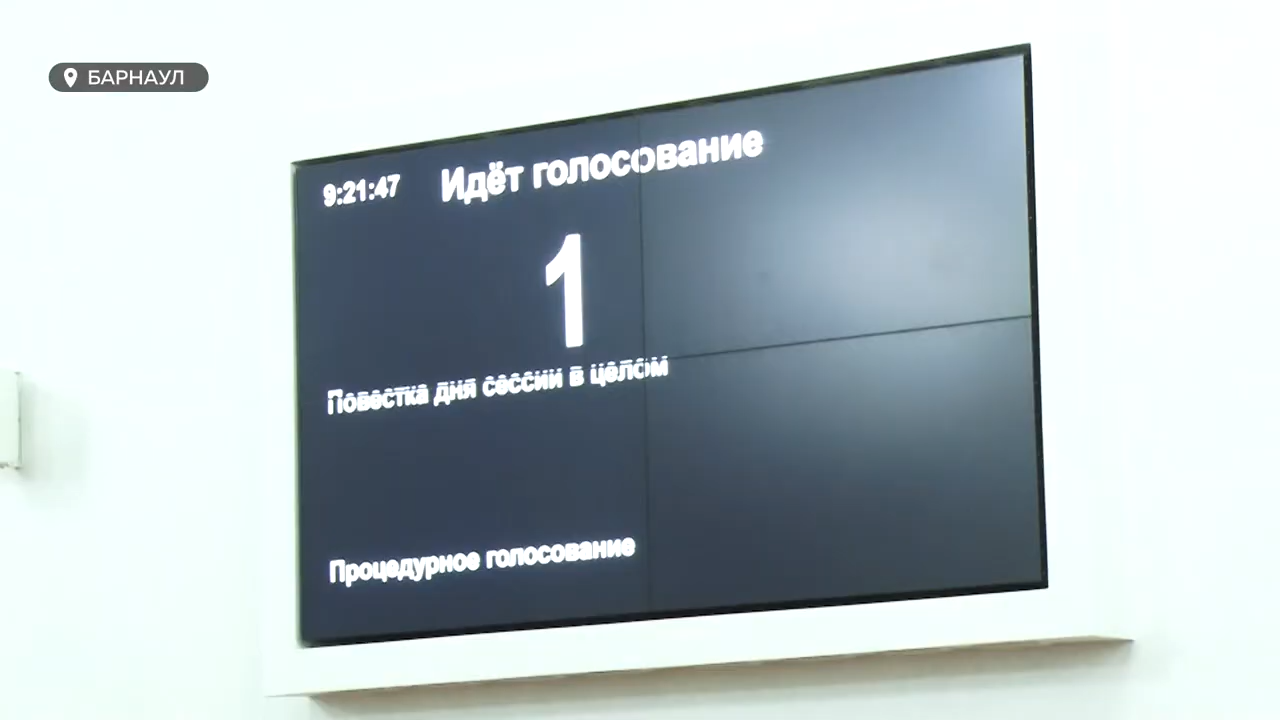 БАРНАУЛ
9:21:47 Идёт голосование
1
Повестка дня сессии в целом
Процедурное голосование